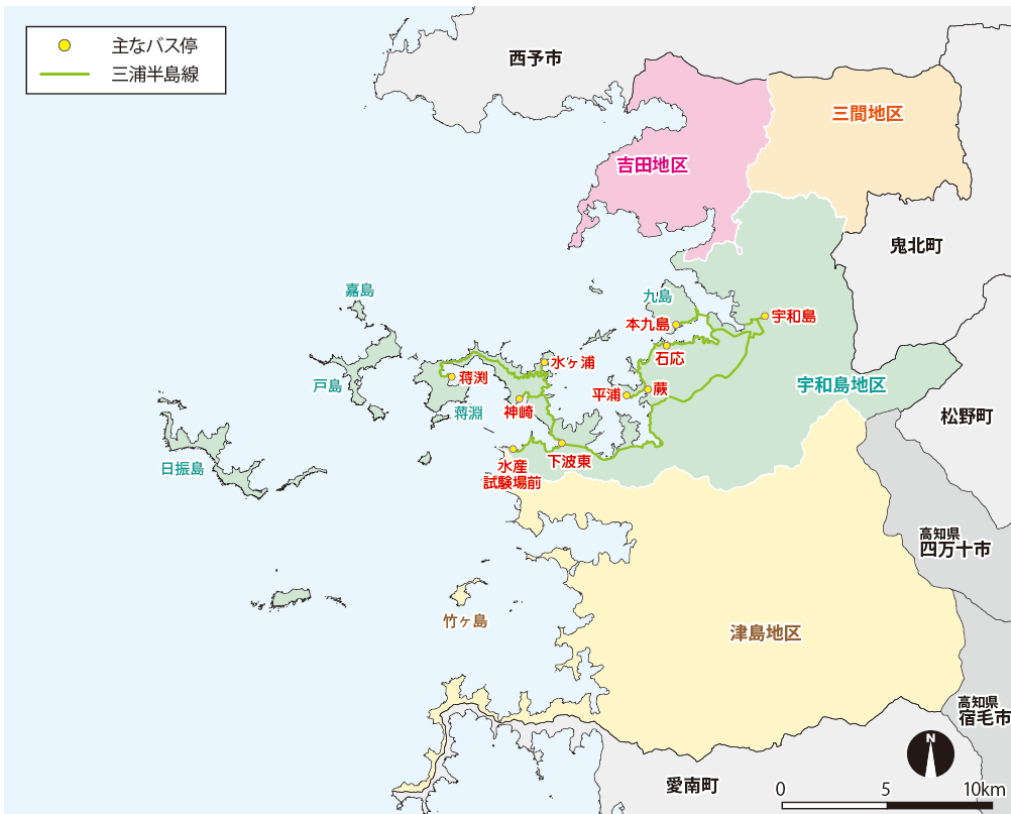 主なバス停
三浦半島線
西予市
三間地区
吉田地区
鬼北町
嘉島
九島
本九島
宇和島
石応
水ヶ浦
蒋渕
戸島
平浦
蕨
宇和島地区
神崎
蒋淵
松野町
下波東
日振島
水産
試験場前
高知県
四万十市
竹ヶ島
津島地区
高知県
宿毛市
N
愛南町
0
5
10km